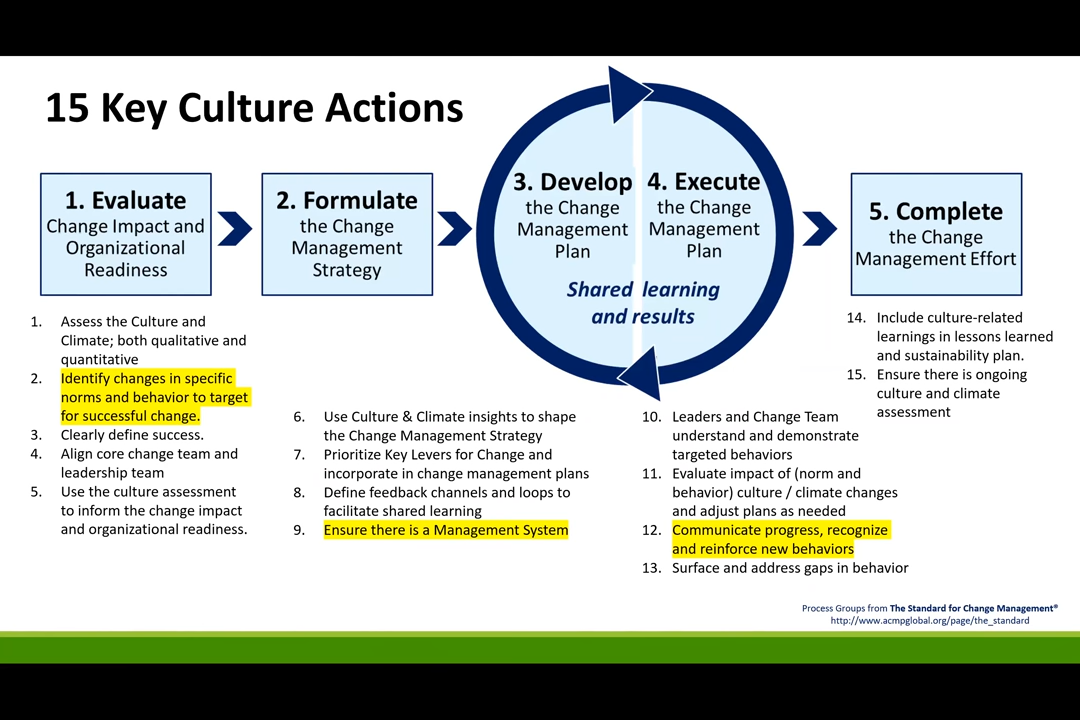 15 Key Culture Actions
1. Evaluate
Change Impact and
Organizational
Readiness
2. Formulate
the Change
Management
Strategy
3. Develop
the Change
Management
Plan
4. Execute
the Change
Management
Plan
Shared learning
and results
5. Complete
the Change
Management Effort
1. Assess the Culture and
Climate; both qualitative and
quantitative
2. Identify changes in specific
norms and behavior to target
for successful change.
3. Clearly define success.
4. Align core change team and
leadership team
5. Use the culture assessment
to inform the change impact
and organizational readiness.
6. Use Culture & Climate insights to shape
the Change Management Strategy
7. Prioritize Key Levers for Change and
incorporate in change management plans
8. Define feedback channels and loops to
facilitate shared learning
9. Ensure there is a Management System
10. Leaders and Change Team
understand and demonstrate
targeted behaviors
11. Evaluate impact of (norm and
behavior) culture / climate changes
and adjust plans as needed
12. Communicate progress, recognize
and reinforce new behaviors
13. Surface and address gaps in behavior
14. Include culture-related
learnings in lessons learned
and sustainability plan.
15. Ensure there is ongoing
culture and climate
assessment
Process Groups from The Standard for Change Management®
http://www.acmpglobal.org/page/the_standard